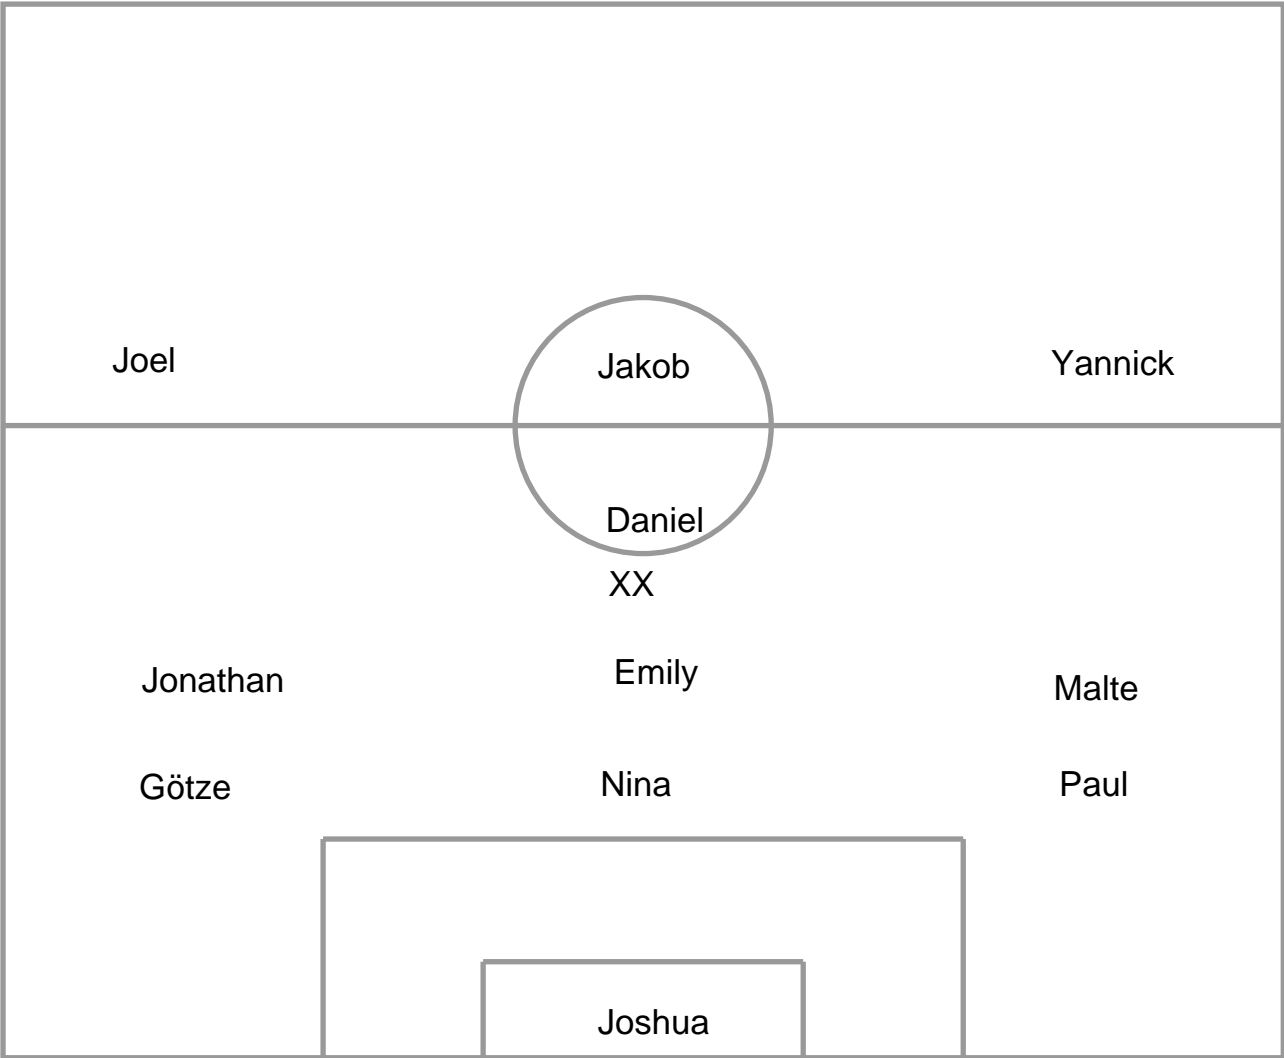 Joel Jakob Yannick
Daniel
XX
Jonathan Emily Malte
Götze Nina Paul
Joshua